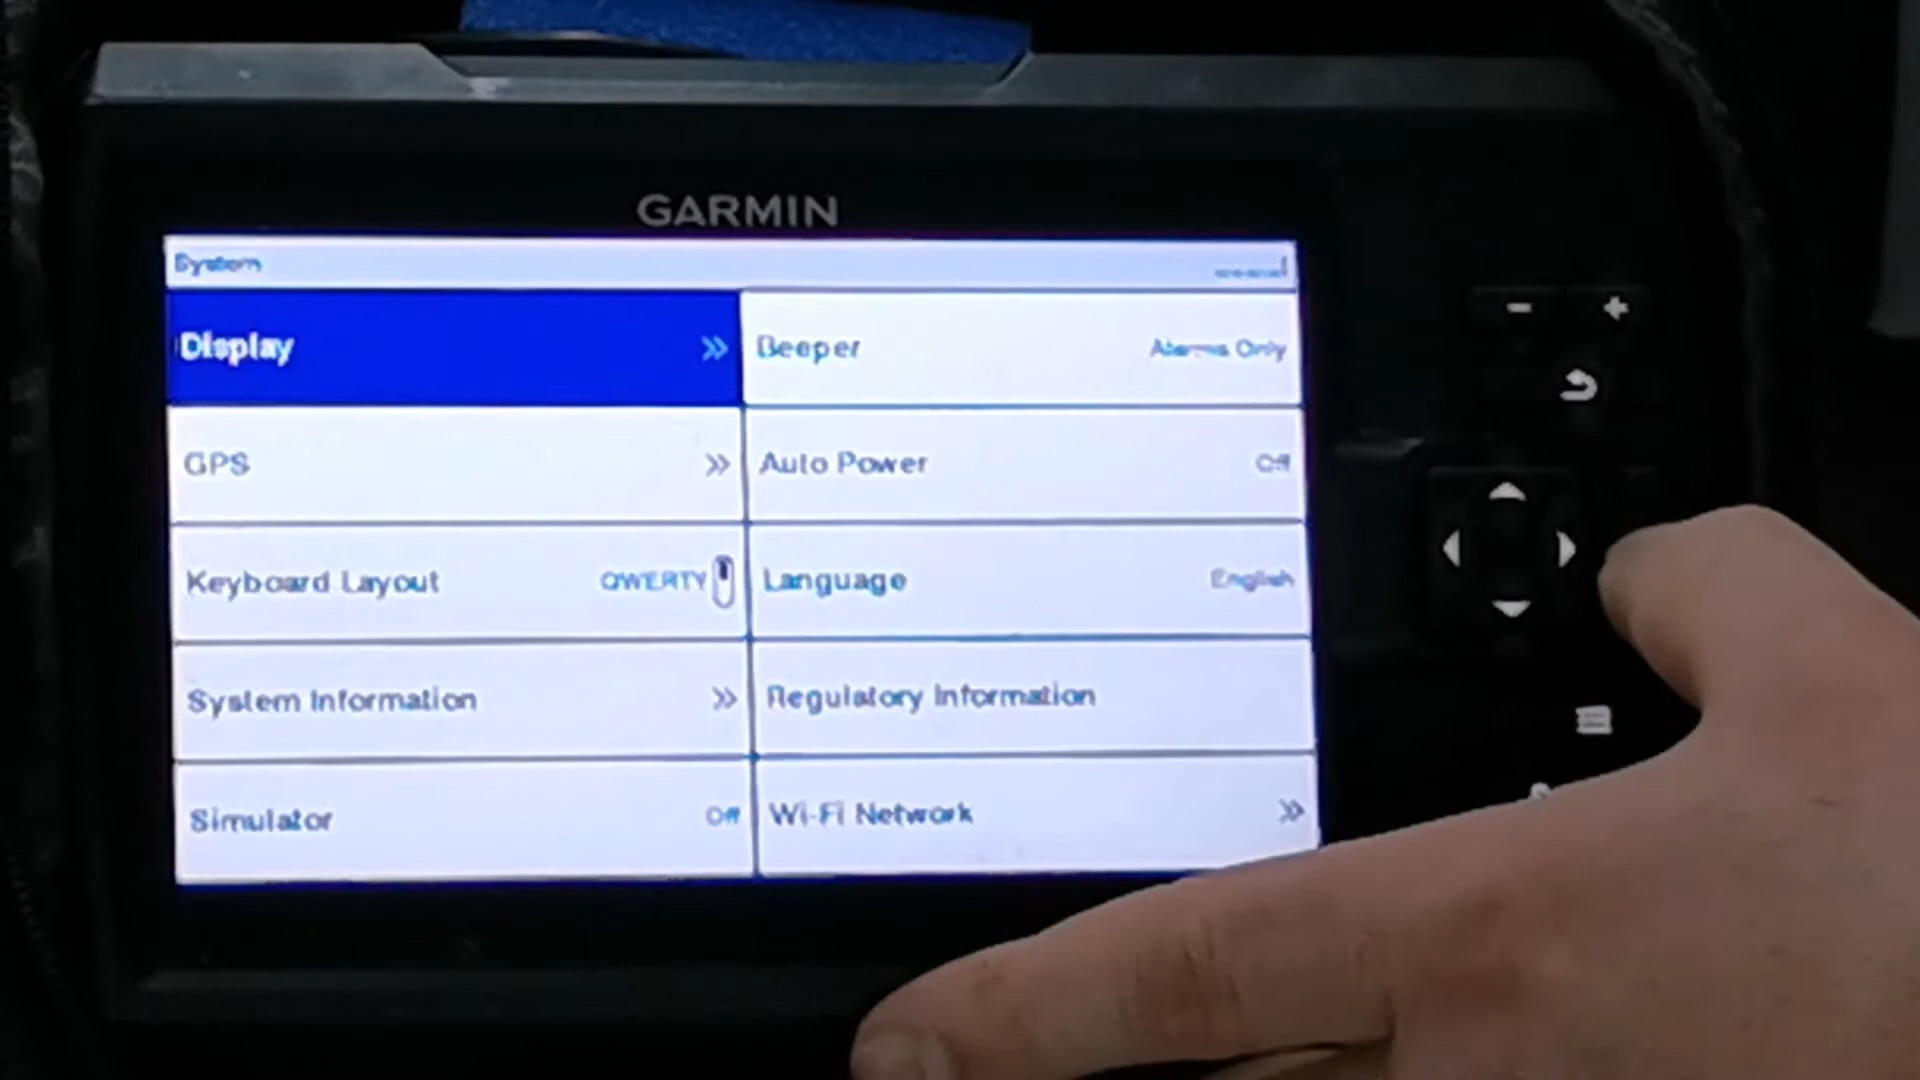 GARMIN
System
Display
Beeper Alarms Only
GPS
Auto Power Off
Keyboard Layout QWERTY
Language English
System Information
Regulatory Information
Simulator Off
Wi-Fi Network